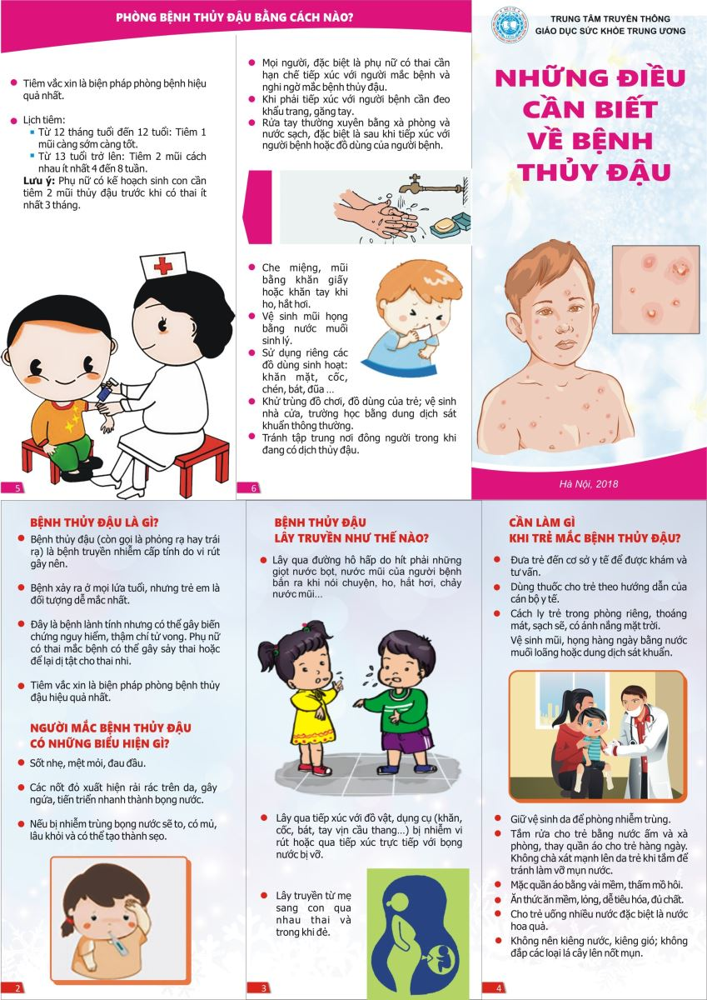 PHÒNG BỆNH THỦY ĐẬU BẰNG CÁCH NÀO?
Tiêm vắc xin là biện pháp phòng bệnh hiệu
quả nhất.
Lịch tiêm:
Từ 12 tháng tuổi đến 12 tuổi: Tiêm 1
mũi càng sớm càng tốt.
Từ 13 tuổi trở lên: Tiêm 2 mũi cách
nhau ít nhất 4 đến 8 tuần.
Lưu ý: Phụ nữ có kế hoạch sinh con cần
tiêm 2 mũi thủy đậu trước khi có thai ít
nhất 3 tháng.
5
Mọi người, đặc biệt là phụ nữ có thai cần
hạn chế tiếp xúc với người mắc bệnh và
nghi ngờ mắc bệnh thủy đậu.
Khi phải tiếp xúc với người bệnh cần đeo
khẩu trang, găng tay.
Rửa tay thường xuyên bằng xà phòng và
nước sạch, đặc biệt là sau khi tiếp xúc với
người bệnh hoặc đồ dùng của người bệnh.
Che miệng, mũi
bằng khăn giấy
hoặc khăn tay khi
ho, hắt hơi.
Vệ sinh mũi họng
bằng nước muối
sinh lý.
Sử dụng riêng các
đồ dùng sinh hoạt:
khăn mặt, cốc,
chén, bát, đũa ...
Khử trùng đồ chơi, đồ dùng của trẻ; vệ sinh
nhà cửa, trường học bằng dung dịch sát
khuẩn thông thường.
Tránh tập trung nơi đông người trong khi
đang có dịch thủy đậu.
6
TRUNG TÂM TRUYỀN THÔNG
GIÁO DỤC SỨC KHỎE TRUNG ƯƠNG
NHỮNG ĐIỀU
CẦN BIẾT
VỀ BỆNH
THỦY ĐẬU
Hà Nội, 2018
BỆNH THỦY ĐẬU LÀ GÌ?
Bệnh thủy đậu (còn gọi là phỏng rạ hay trái
rạ) là bệnh truyền nhiễm cấp tính do vi rút
gây nên.
Bệnh xảy ra ở mọi lứa tuổi, nhưng trẻ em là
đối tượng dễ mắc nhất.
Đây là bệnh lành tính nhưng có thể gây biến
chứng nguy hiểm, thậm chí tử vong. Phụ nữ
có thai mắc bệnh có thể gây sảy thai hoặc
để lại dị tật cho thai nhi.
Tiêm vắc xin là biện pháp phòng bệnh thủy
đậu hiệu quả nhất.
NGƯỜI MẮC BỆNH THỦY ĐẬU
CÓ NHỮNG BIỂU HIỆN GÌ?
Sốt nhẹ, mệt mỏi, đau đầu.
Các nốt đỏ xuất hiện rải rác trên da, gây
ngứa, tiến triển nhanh thành bọng nước.
Nếu bị nhiễm trùng bọng nước sẽ to, có mủ,
lâu khỏi và có thể tạo thành sẹo.
2
BỆNH THỦY ĐẬU
LÂY TRUYỀN NHƯ THẾ NÀO?
Lây qua đường hô hấp do hít phải những
giọt nước bọt, nước mũi của người bệnh
bắn ra khi nói chuyện, ho, hắt hơi, chảy
nước mũi...
Lây qua tiếp xúc với đồ vật, dụng cụ (khăn,
cốc, bát, tay vịn cầu thang...) bị nhiễm vi
rút hoặc qua tiếp xúc trực tiếp với bọng
nước bị vỡ.
Lây truyền từ mẹ
sang con qua
nhau thai và
trong khi đẻ.
3
CẦN LÀM GÌ
KHI TRẺ MẮC BỆNH THỦY ĐẬU?
Đưa trẻ đến cơ sở y tế để được khám và
tư vấn.
Dùng thuốc cho trẻ theo hướng dẫn của
cán bộ y tế.
Cách ly trẻ trong phòng riêng, thoáng
mát, sạch sẽ, có ánh nắng mặt trời.
Vệ sinh mũi, họng hàng ngày bằng nước
muối loãng hoặc dung dịch sát khuẩn.
Giữ vệ sinh da để phòng nhiễm trùng.
Tắm rửa cho trẻ bằng nước ấm và xà
phòng, thay quần áo cho trẻ hàng ngày.
Không chà xát mạnh lên da trẻ khi tắm để
tránh làm vỡ mụn nước.
Mặc quần áo bằng vải mềm, thấm mồ hôi.
Ăn thức ăn mềm, lỏng, dễ tiêu hóa, đủ chất.
Cho trẻ uống nhiều nước đặc biệt là nước
hoa quả.
Không nên kiêng nước, kiêng gió; không
đắp các loại lá cây lên nốt mụn.
4